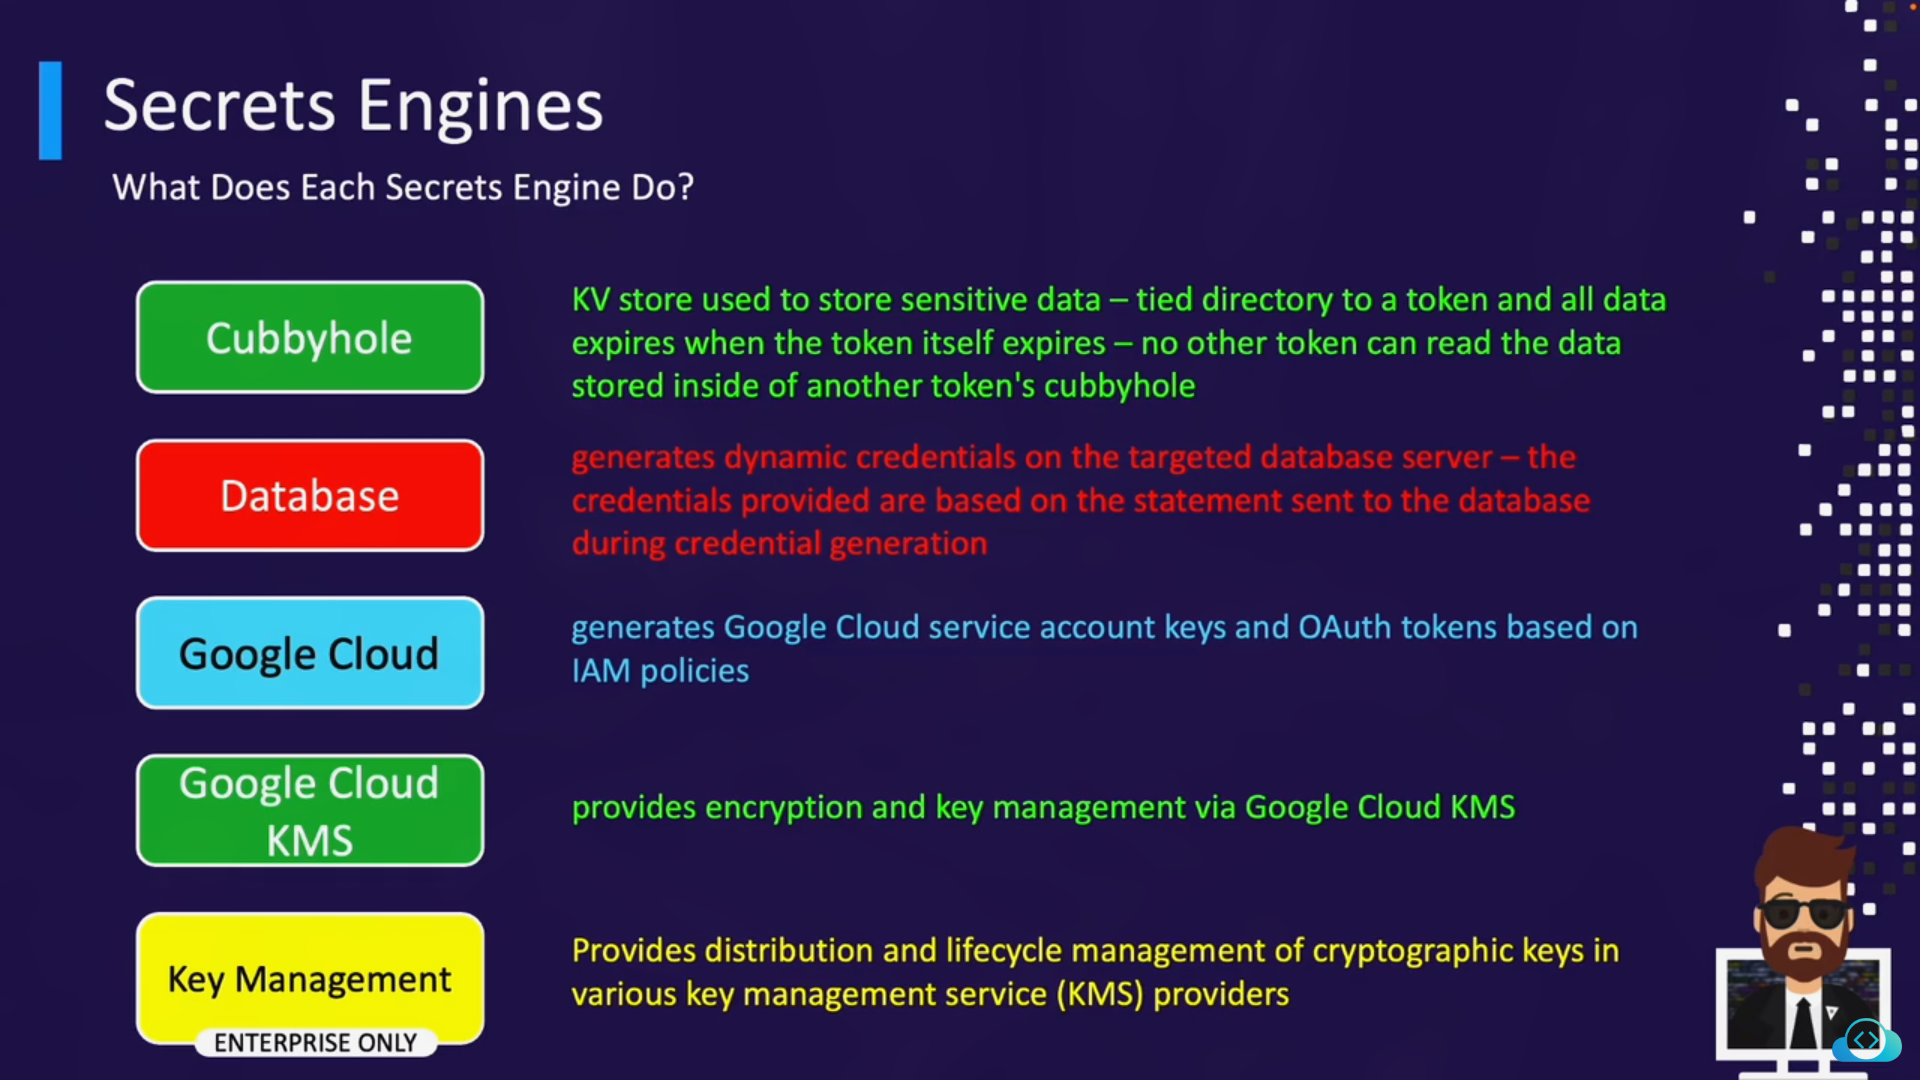 Secrets Engines
What Does Each Secrets Engine Do?
Cubbyhole
KV store used to store sensitive data – tied directory to a token and all data
expires when the token itself expires – no other token can read the data
stored inside of another token's cubbyhole
Database
generates dynamic credentials on the targeted database server – the
credentials provided are based on the statement sent to the database
during credential generation
Google Cloud
generates Google Cloud service account keys and OAuth tokens based on
IAM policies
Google Cloud
KMS
provides encryption and key management via Google Cloud KMS
Key Management
ENTERPRISE ONLY
Provides distribution and lifecycle management of cryptographic keys in
various key management service (KMS) providers